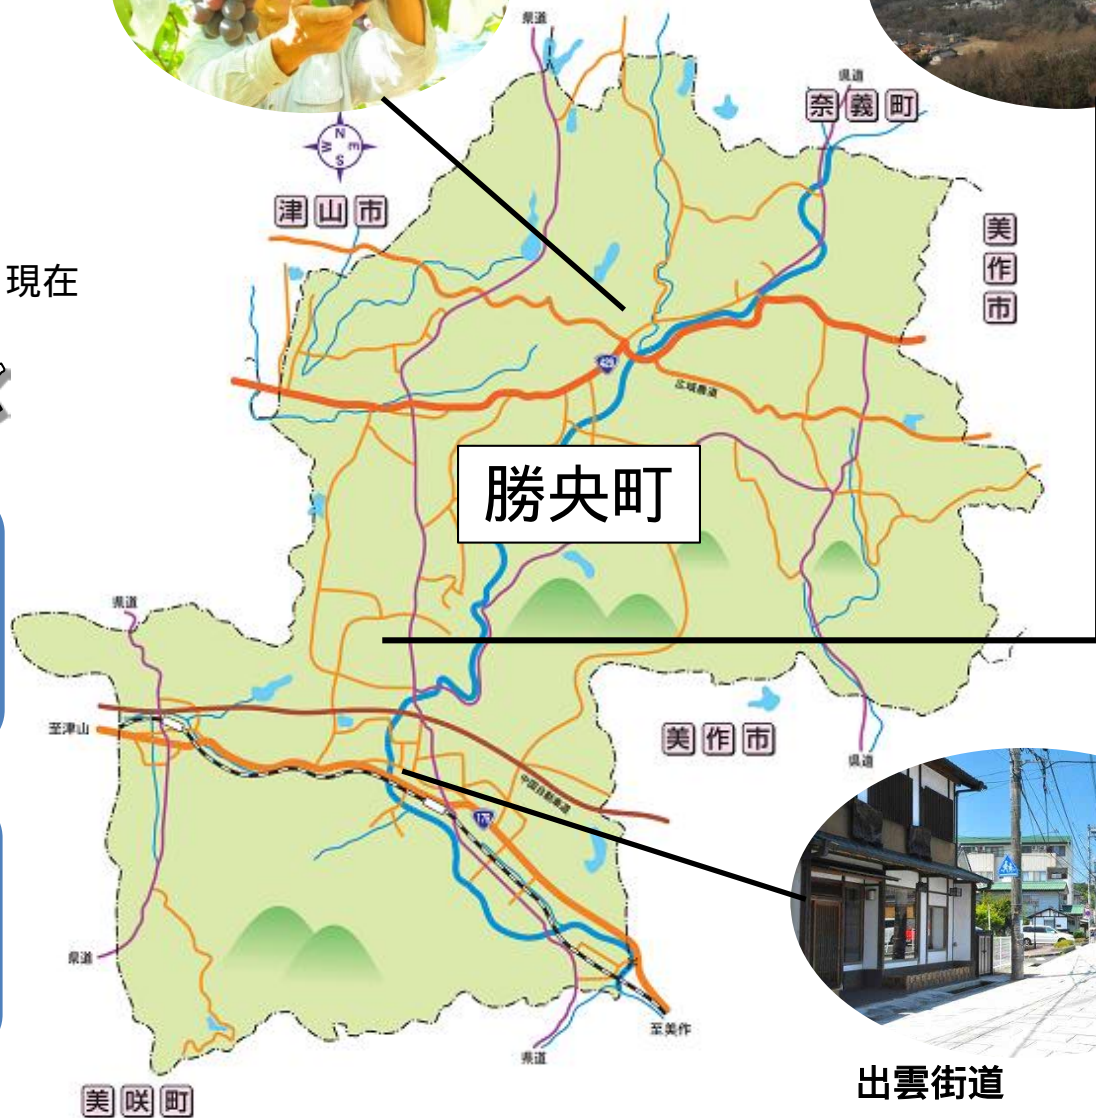 県道
県道
奈義町
N
W E
S
津山市
美作市
現在
429
広域農道
勝央町
県道
至津山
美作市
県道
中国自動車道
179
県道
至美作
県道
出雲街道
美咲町